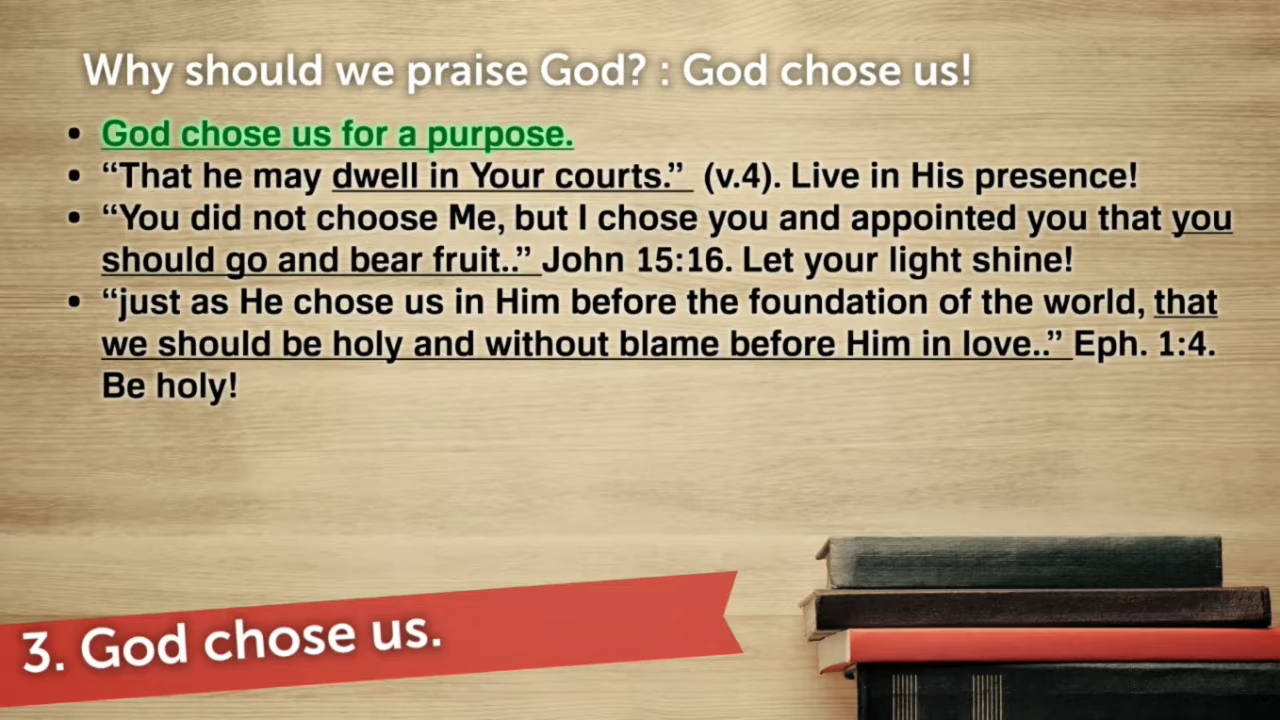 Why should we praise God? : God chose us!
• God chose us for a purpose.
• “That he may dwell in Your courts.” (v.4). Live in His presence!
• “You did not choose Me, but I chose you and appointed you that you
should go and bear fruit..” John 15:16. Let your light shine!
• “just as He chose us in Him before the foundation of the world, that
we should be holy and without blame before Him in love..” Eph. 1:4.
Be holy!
3. God chose us.